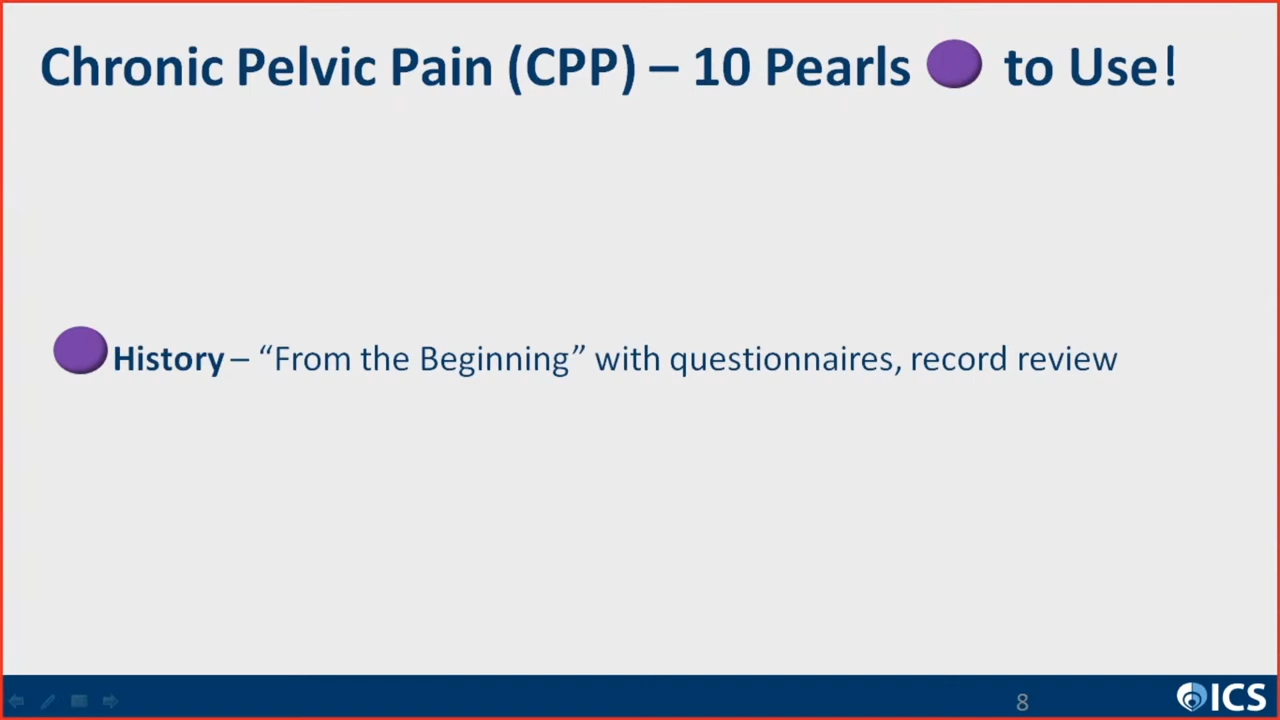 Chronic Pelvic Pain (CPP) – 10 Pearls to Use!
History – “From the Beginning” with questionnaires, record review
8
ICS